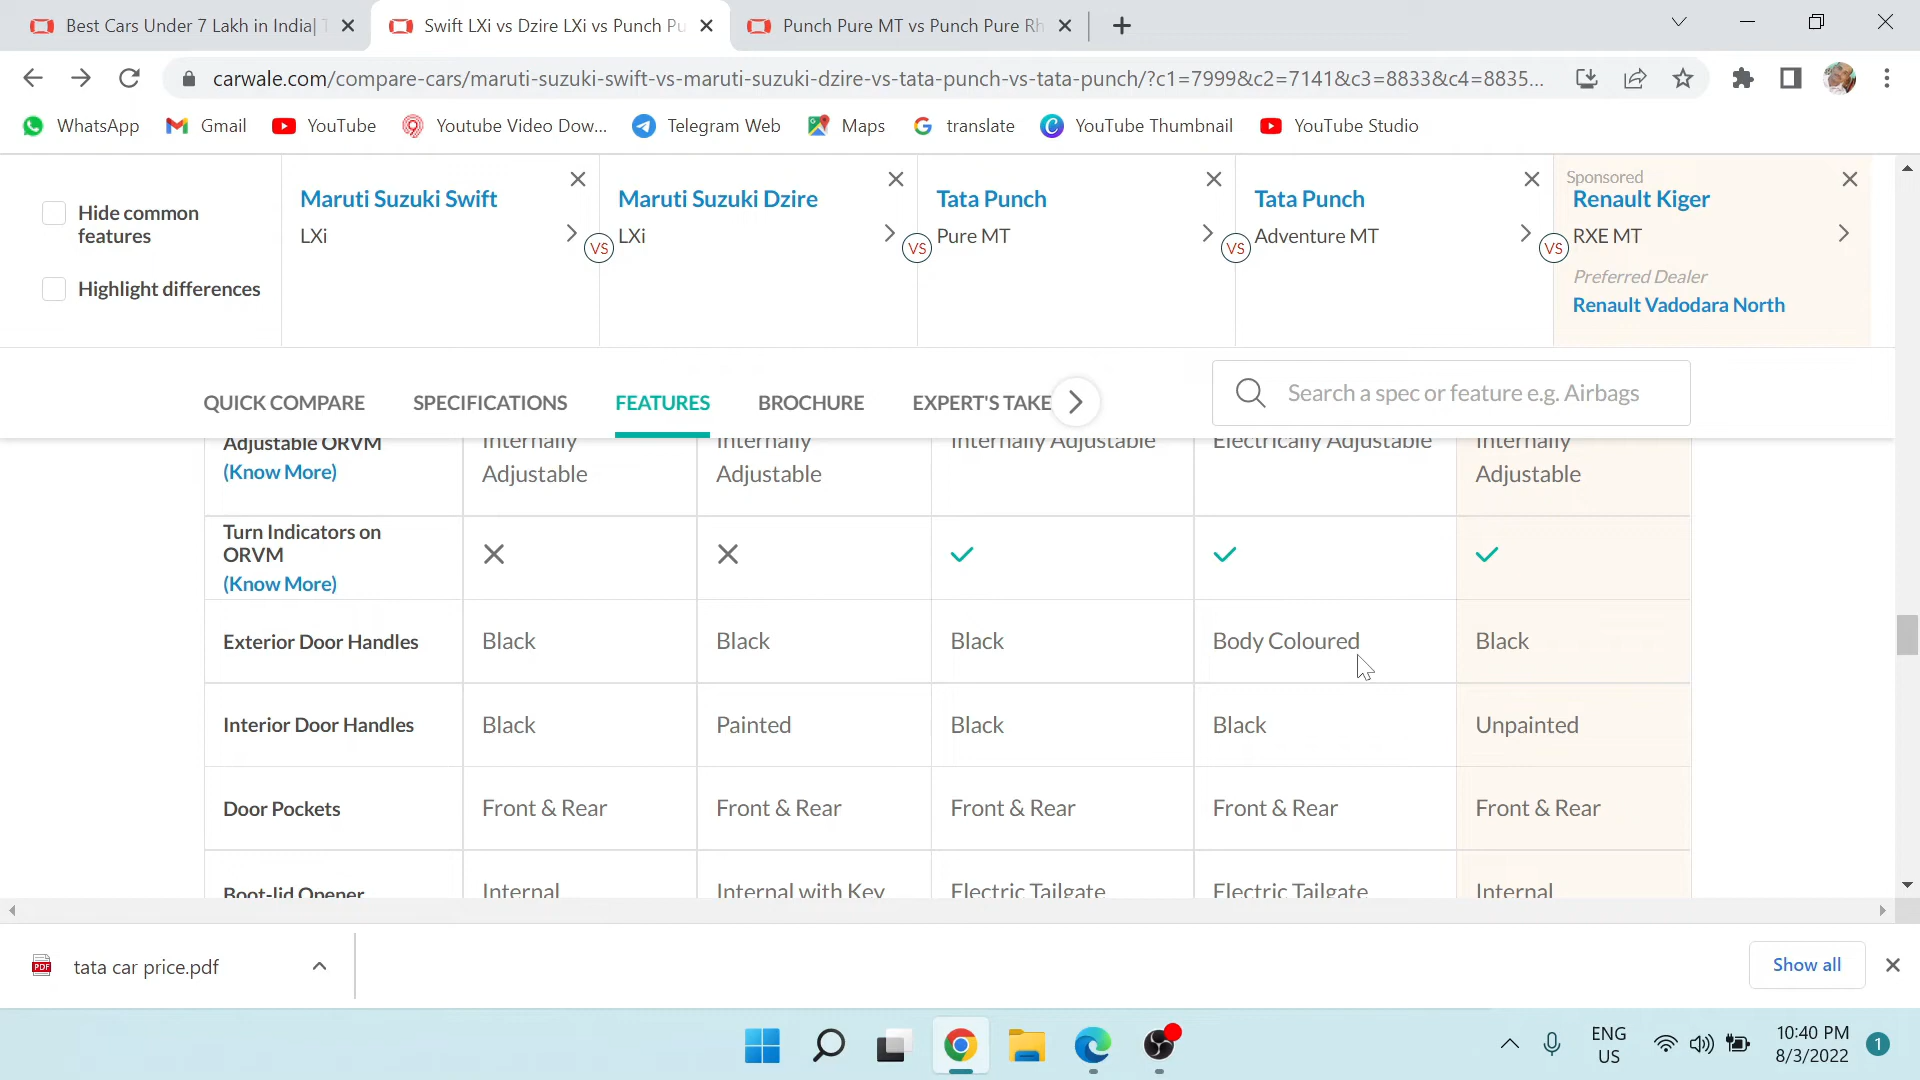 Best Cars Under 7 Lakh in India| T
Swift LXi vs Dzire LXi vs Punch Pu
Punch Pure MT vs Punch Pure Rh
carwale.com/compare-cars/maruti-suzuki-swift-vs-maruti-suzuki-dzire-vs-tata-punch-vs-tata-punch/?c1=7999&c2=7141&c3=8833&c4=8835...
WhatsApp Gmail YouTube Youtube Video Dow... Telegram Web Maps translate YouTube Thumbnail YouTube Studio
Hide common
features
Highlight differences
Maruti Suzuki Swift
LXi
VS
Maruti Suzuki Dzire
LXi
VS
Tata Punch
Pure MT
VS
Tata Punch
Adventure MT
VS
Sponsored
Renault Kiger
RXE MT
Preferred Dealer
Renault Vadodara North
QUICK COMPARE SPECIFICATIONS FEATURES BROCHURE EXPERT'S TAKE
Search a spec or feature e.g. Airbags
Adjustable ORVM
(Know More)
Internally
Adjustable
Internally
Adjustable
Internally Adjustable
Electrically Adjustable
Internally
Adjustable
Turn Indicators on
ORVM
(Know More)
Exterior Door Handles Black Black Black Body Coloured Black
Interior Door Handles Black Painted Black Black Unpainted
Door Pockets Front & Rear Front & Rear Front & Rear Front & Rear Front & Rear
Boot-lid Opener Internal Internal with Key Electric Tailgate Electric Tailgate Internal
PDF tata car price.pdf
Show all
ENG
US
10:40 PM
8/3/2022
1